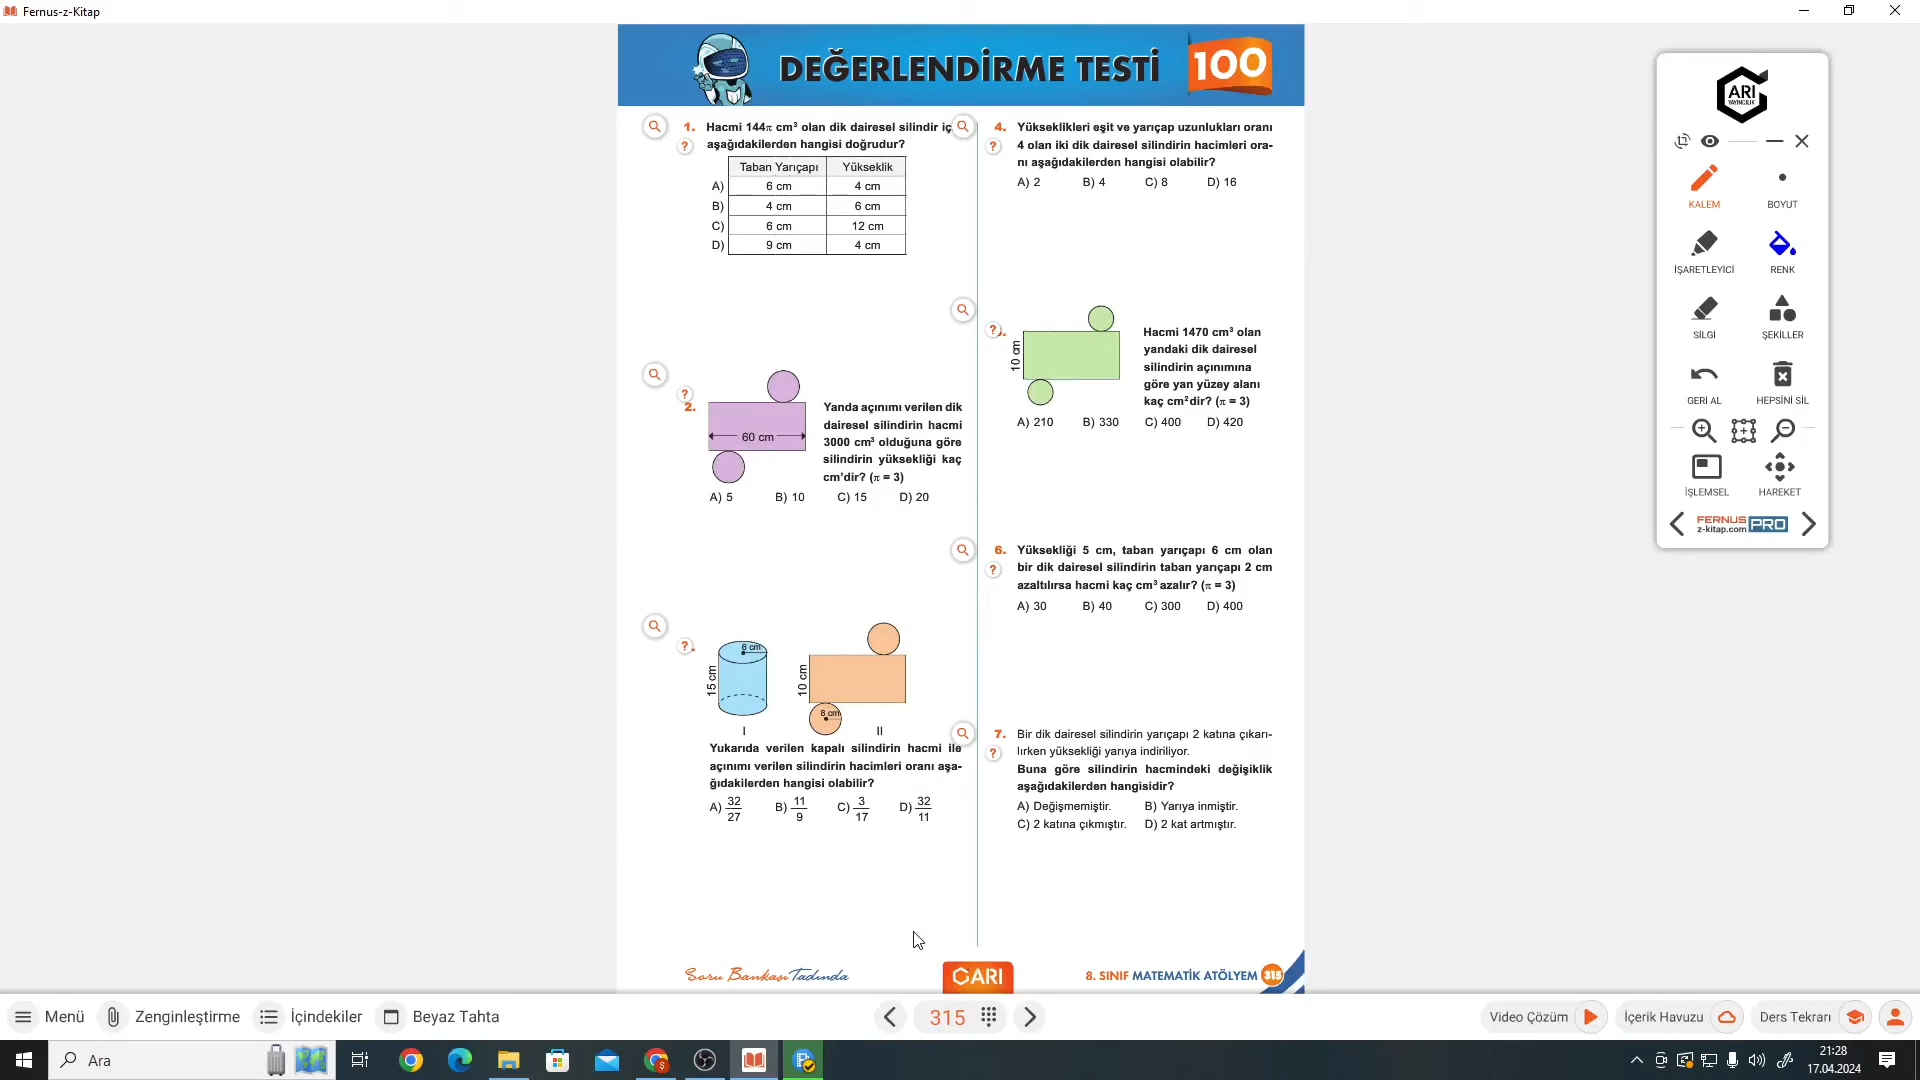 Fernus-z-Kitap
DEĞERLENDİRME TESTİ 100
1. Hacmi 144π cm³ olan dik dairesel silindir iç
aşağıdakilerden hangisi doğrudur?
Taban Yarıçapı Yükseklik
A) 6 cm 4 cm
B) 4 cm 6 cm
C) 6 cm 12 cm
D) 9 cm 4 cm
2.
60 cm
Yanda açınımı verilen dik
dairesel silindirin hacmi
3000 cm³ olduğuna göre
silindirin yüksekliği kaç
cm'dir? (π = 3)
A) 5 B) 10 C) 15 D) 20
6 cm
15 cm
I
10 cm
8 cm
II
Yukarıda verilen kapalı silindirin hacmi ile
açınımı verilen silindirin hacimleri oranı aşa-
ğıdakilerden hangisi olabilir?
A) 32/27 B) 11/9 C) 3/17 D) 32/11
4. Yükseklikleri eşit ve yarıçap uzunlukları oranı
4 olan iki dik dairesel silindirin hacimleri ora-
nı aşağıdakilerden hangisi olabilir?
A) 2 B) 4 C) 8 D) 16
10 cm
Hacmi 1470 cm³ olan
yandaki dik dairesel
silindirin açınımına
göre yan yüzey alanı
kaç cm²dir? (π = 3)
A) 210 B) 330 C) 400 D) 420
6. Yüksekliği 5 cm, taban yarıçapı 6 cm olan
bir dik dairesel silindirin taban yarıçapı 2 cm
azaltılırsa hacmi kaç cm³ azalır? (π = 3)
A) 30 B) 40 C) 300 D) 400
7. Bir dik dairesel silindirin yarıçapı 2 katına çıkarı-
lırken yüksekliği yarıya indiriliyor.
Buna göre silindirin hacmindeki değişiklik
aşağıdakilerden hangisidir?
A) Değişmemiştir. B) Yarıya inmiştir.
C) 2 katına çıkmıştır. D) 2 kat artmıştır.
Soru Bankası Tadında
ARI
8. SINIF MATEMATİK ATÖLYEM 315
ARI
YAYINCILIK
KALEM BOYUT
İŞARETLEYİCİ RENK
SİLGİ ŞEKİLLER
GERİ AL HEPSİNİ SİL
İŞLEMSEL HAREKET
FERNUS
z-kitap.com PRO
Menü Zenginleştirme İçindekiler Beyaz Tahta
315
Video Çözüm İçerik Havuzu Ders Tekrarı
Ara
21:28
17.04.2024